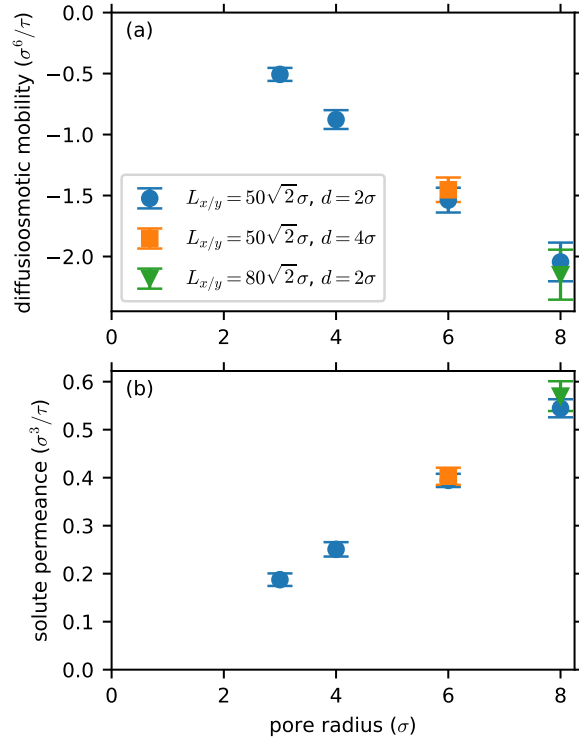 diffusioosmotic mobility (σ⁶/τ)
(a)
0.0
−0.5
−1.0
−1.5
−2.0
L_{x/y} = 50√2σ, d = 2σ
L_{x/y} = 50√2σ, d = 4σ
L_{x/y} = 80√2σ, d = 2σ
0 2 4 6 8
solute permeance (σ³/τ)
(b)
0.6
0.5
0.4
0.3
0.2
0.1
0.0
0 2 4 6 8
pore radius (σ)